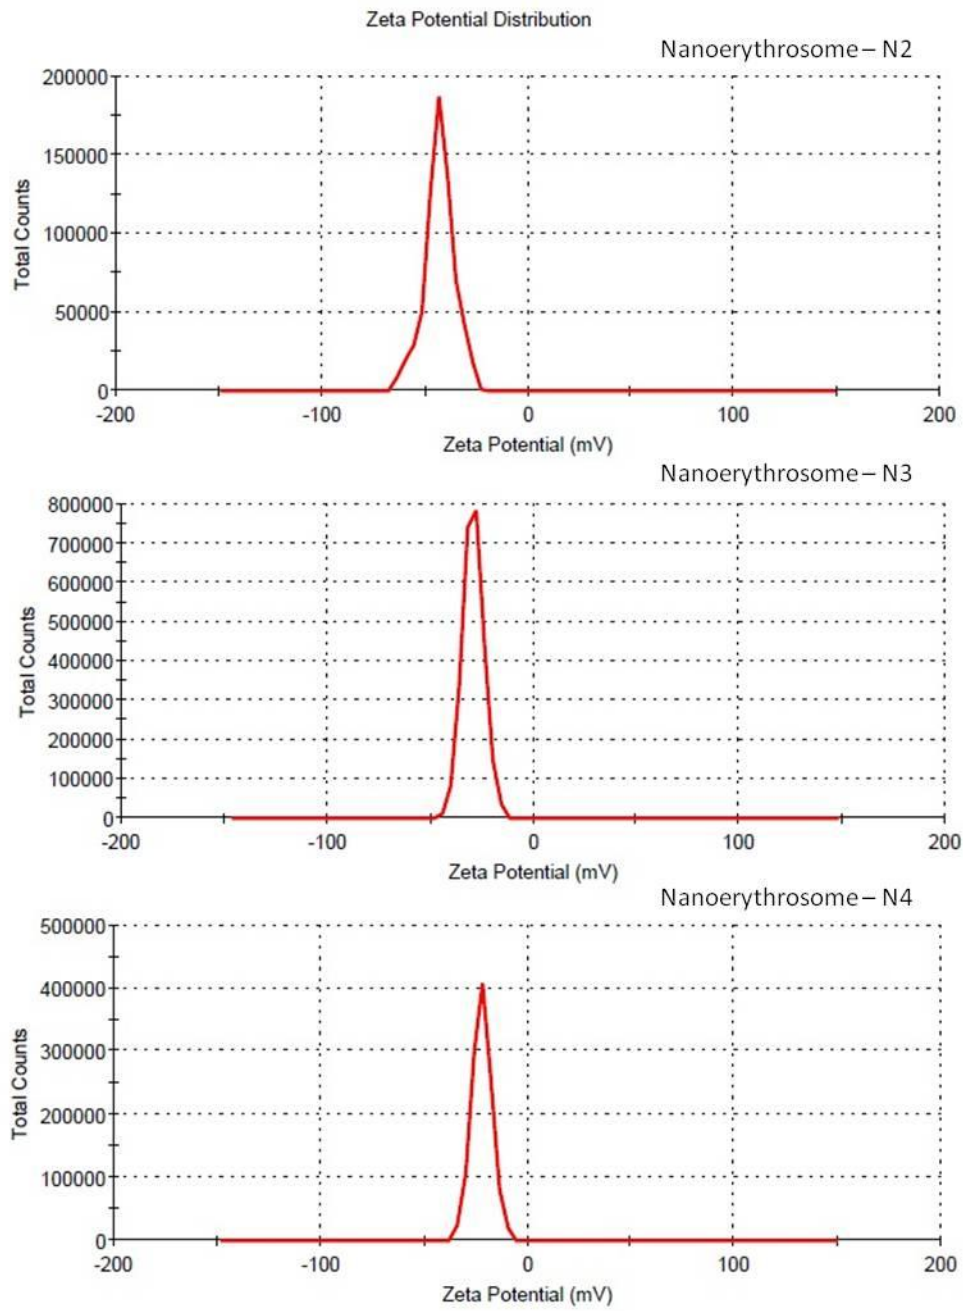 Zeta Potential Distribution
Nanoerythrosome – N2
200000
150000
100000
50000
0
Total Counts
-200 -100 0 100 200
Zeta Potential (mV)
Nanoerythrosome – N3
800000
700000
600000
500000
400000
300000
200000
100000
0
Total Counts
-200 -100 0 100 200
Zeta Potential (mV)
Nanoerythrosome – N4
500000
400000
300000
200000
100000
0
Total Counts
-200 -100 0 100 200
Zeta Potential (mV)